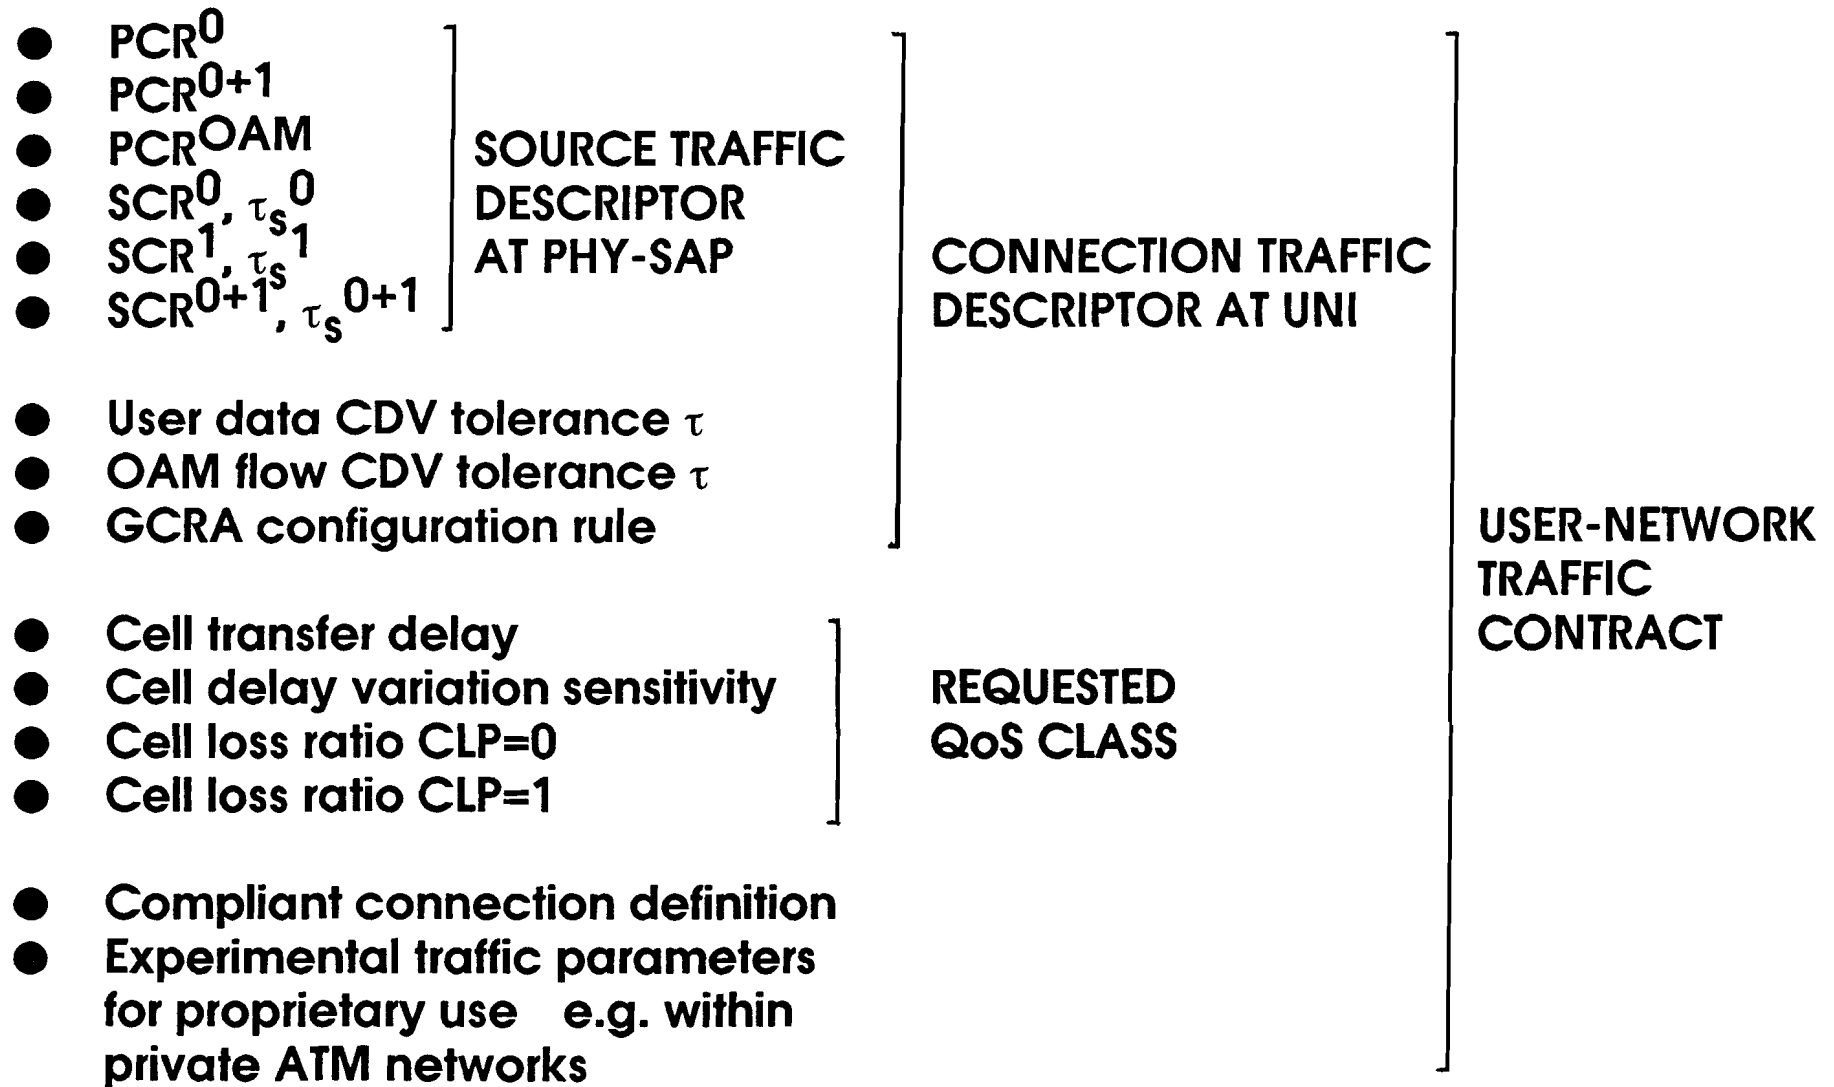 ● PCR⁰
● PCR⁰⁺¹
● PCR^OAM
● SCR⁰, τₛ⁰
● SCR¹, τₛ¹
● SCR⁰⁺¹, τₛ⁰⁺¹
SOURCE TRAFFIC
DESCRIPTOR
AT PHY-SAP
● User data CDV tolerance τ
● OAM flow CDV tolerance τ
● GCRA configuration rule
CONNECTION TRAFFIC
DESCRIPTOR AT UNI
● Cell transfer delay
● Cell delay variation sensitivity
● Cell loss ratio CLP=0
● Cell loss ratio CLP=1
REQUESTED
QoS CLASS
● Compliant connection definition
● Experimental traffic parameters
for proprietary use e.g. within
private ATM networks
USER-NETWORK
TRAFFIC
CONTRACT